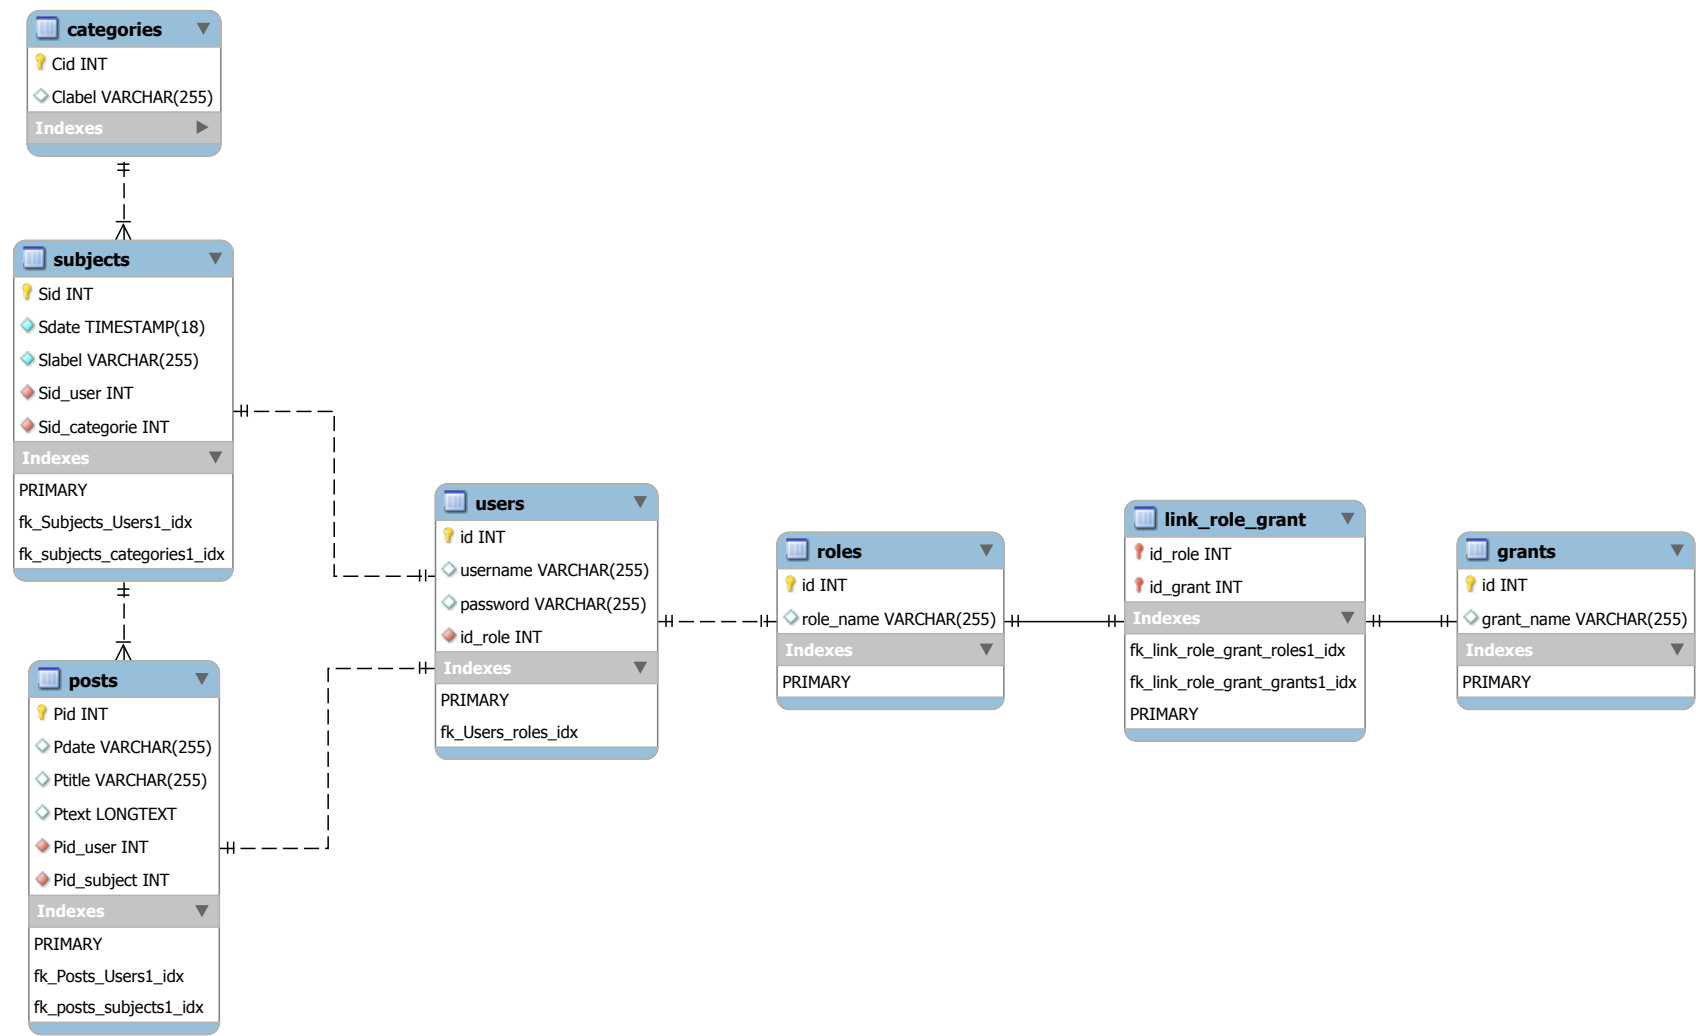 categories
Cid INT
Clabel VARCHAR(255)
Indexes
subjects
Sid INT
Sdate TIMESTAMP(18)
Slabel VARCHAR(255)
Sid_user INT
Sid_categorie INT
Indexes
PRIMARY
fk_Subjects_Users1_idx
fk_subjects_categories1_idx
posts
Pid INT
Pdate VARCHAR(255)
Ptitle VARCHAR(255)
Ptext LONGTEXT
Pid_user INT
Pid_subject INT
Indexes
PRIMARY
fk_Posts_Users1_idx
fk_posts_subjects1_idx
users
id INT
username VARCHAR(255)
password VARCHAR(255)
id_role INT
Indexes
PRIMARY
fk_Users_roles_idx
roles
id INT
role_name VARCHAR(255)
Indexes
PRIMARY
link_role_grant
id_role INT
id_grant INT
Indexes
fk_link_role_grant_roles1_idx
fk_link_role_grant_grants1_idx
PRIMARY
grants
id INT
grant_name VARCHAR(255)
Indexes
PRIMARY